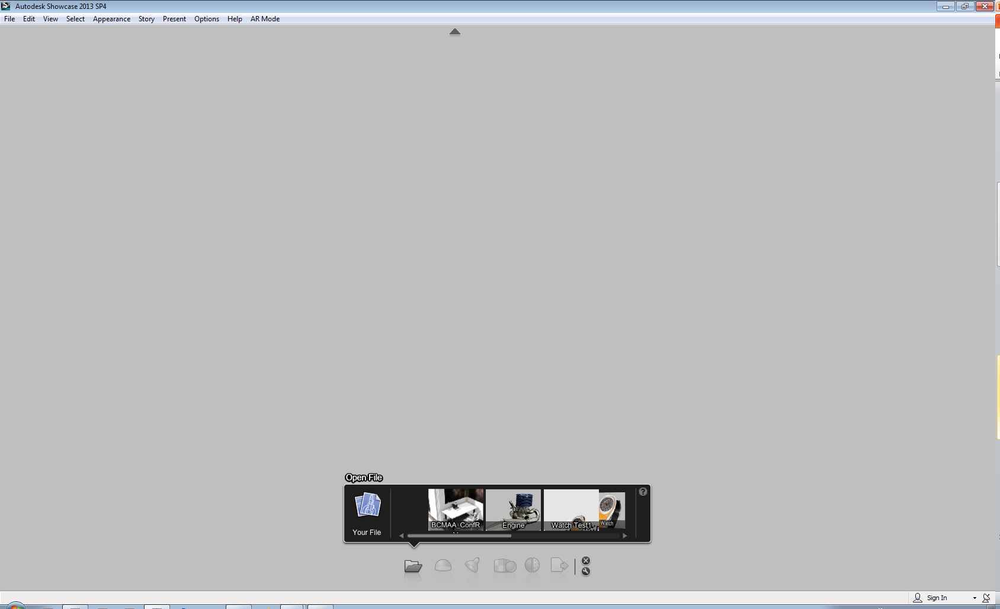 Autodesk Showcase 2013 SP4
File Edit View Select Appearance Story Present Options Help AR Mode
Open File
Your File
BCMAA_ConfR
Engine
Watch Test1
Watch
?
Sign In